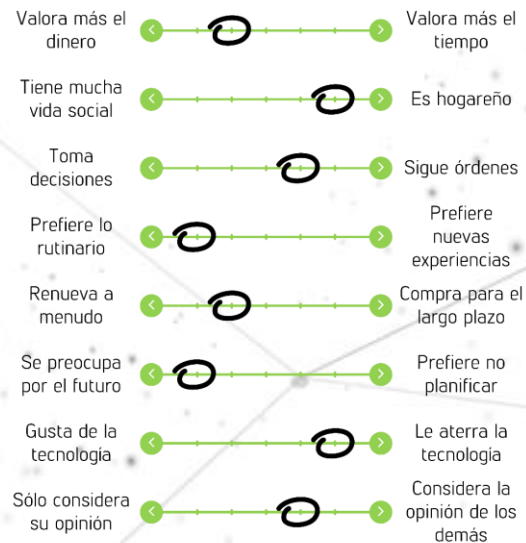 Valora más el
dinero
Valora más el
tiempo
Tiene mucha
vida social
Es hogareño
Toma
decisiones
Sigue órdenes
Prefiere lo
rutinario
Prefiere
nuevas
experiencias
Renueva a
menudo
Compra para el
largo plazo
Se preocupa
por el futuro
Prefiere no
planificar
Gusta de la
tecnología
Le aterra la
tecnología
Sólo considera
su opinión
Considera la
opinión de los
demás